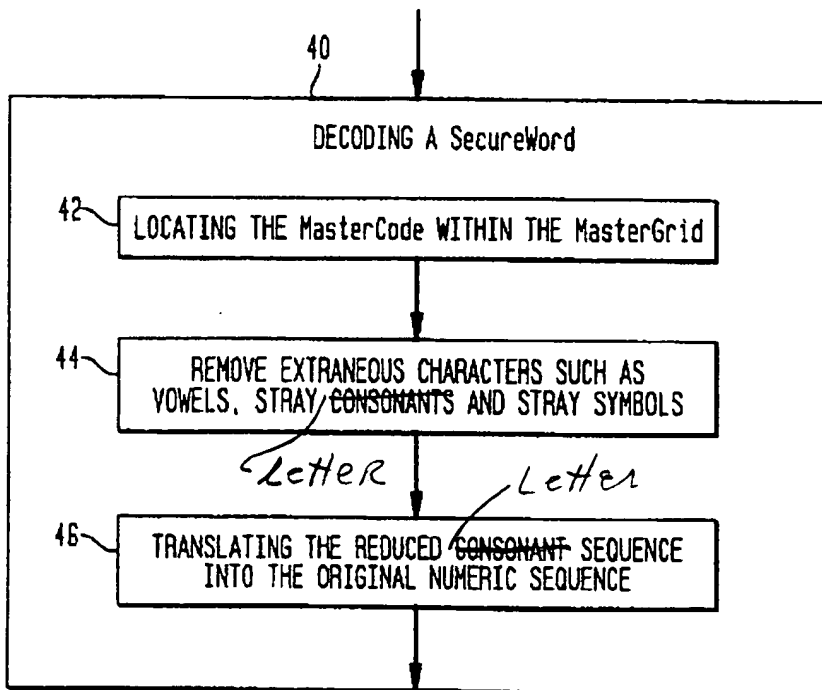 40
DECODING A SecureWord
42
LOCATING THE MasterCode WITHIN THE MasterGrid
44
REMOVE EXTRANEOUS CHARACTERS SUCH AS
VOWELS, STRAY CONSONANTS AND STRAY SYMBOLS
LetteR
Letter
46
TRANSLATING THE REDUCED CONSONANT SEQUENCE
INTO THE ORIGINAL NUMERIC SEQUENCE